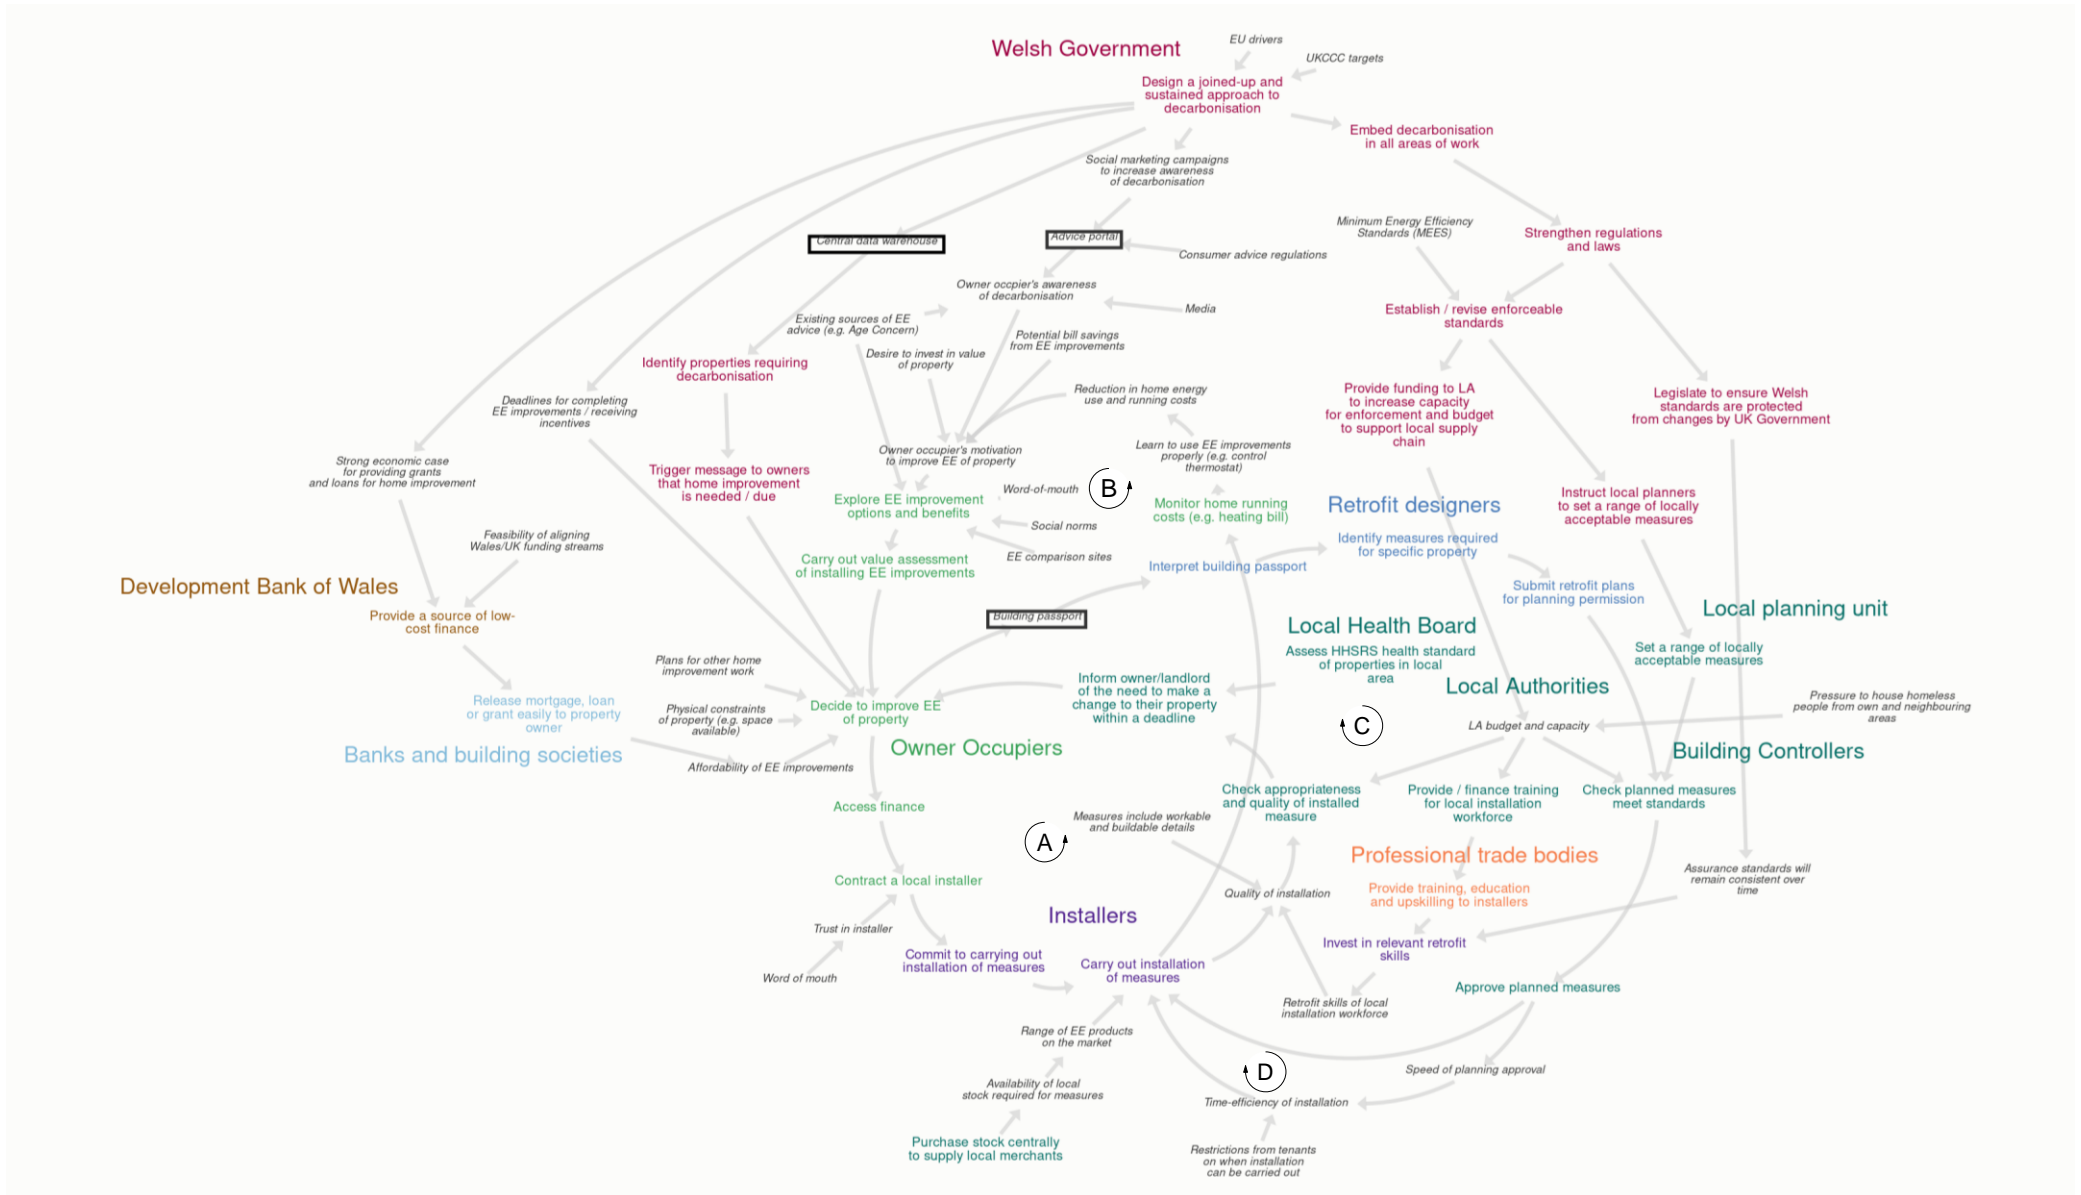 Welsh Government
EU drivers
UKCCC targets
Design a joined-up and
sustained approach to
decarbonisation
Embed decarbonisation
in all areas of work
Social marketing campaigns
to increase awareness
of decarbonisation
Central data warehouse
Advice portal
Consumer advice regulations
Minimum Energy Efficiency
Standards (MEES)
Strengthen regulations
and laws
Owner occpier's awareness
of decarbonisation
Media
Existing sources of EE
advice (e.g. Age Concern)
Potential bill savings
from EE improvements
Establish / revise enforceable
standards
Desire to invest in value
of property
Identify properties requiring
decarbonisation
Reduction in home energy
use and running costs
Provide funding to LA
to increase capacity
for enforcement and budget
to support local supply
chain
Legislate to ensure Welsh
standards are protected
from changes by UK Government
Deadlines for completing
EE improvements / receiving
incentives
Strong economic case
for providing grants
and loans for home improvement
Trigger message to owners
that home improvement
is needed / due
Owner occupier's motivation
to improve EE of property
Learn to use EE improvements
properly (e.g. control
thermostat)
Explore EE improvement
options and benefits
Word-of-mouth
B
Monitor home running
costs (e.g. heating bill)
Retrofit designers
Instruct local planners
to set a range of locally
acceptable measures
Social norms
Identify measures required
for specific property
Feasibility of aligning
Wales/UK funding streams
Carry out value assessment
of installing EE improvements
EE comparison sites
Interpret building passport
Development Bank of Wales
Submit retrofit plans
for planning permission
Local planning unit
Provide a source of low-
cost finance
Building passport
Local Health Board
Assess HHSRS health standard
of properties in local
area
Set a range of locally
acceptable measures
Plans for other home
improvement work
Inform owner/landlord
of the need to make a
change to their property
within a deadline
Local Authorities
Pressure to house homeless
people from own and neighbouring
areas
Release mortgage, loan
or grant easily to property
owner
Physical constraints
of property (e.g. space
available)
Decide to improve EE
of property
C
LA budget and capacity
Banks and building societies
Owner Occupiers
Building Controllers
Affordability of EE improvements
Access finance
Check appropriateness
and quality of installed
measure
Provide / finance training
for local installation
workforce
Check planned measures
meet standards
Measures include workable
and buildable details
A
Professional trade bodies
Contract a local installer
Quality of installation
Provide training, education
and upskilling to installers
Assurance standards will
remain consistent over
time
Installers
Trust in installer
Commit to carrying out
installation of measures
Carry out installation
of measures
Invest in relevant retrofit
skills
Word of mouth
Approve planned measures
Retrofit skills of local
installation workforce
Range of EE products
on the market
D
Speed of planning approval
Availability of local
stock required for measures
Time-efficiency of installation
Purchase stock centrally
to supply local merchants
Restrictions from tenants
on when installation
can be carried out